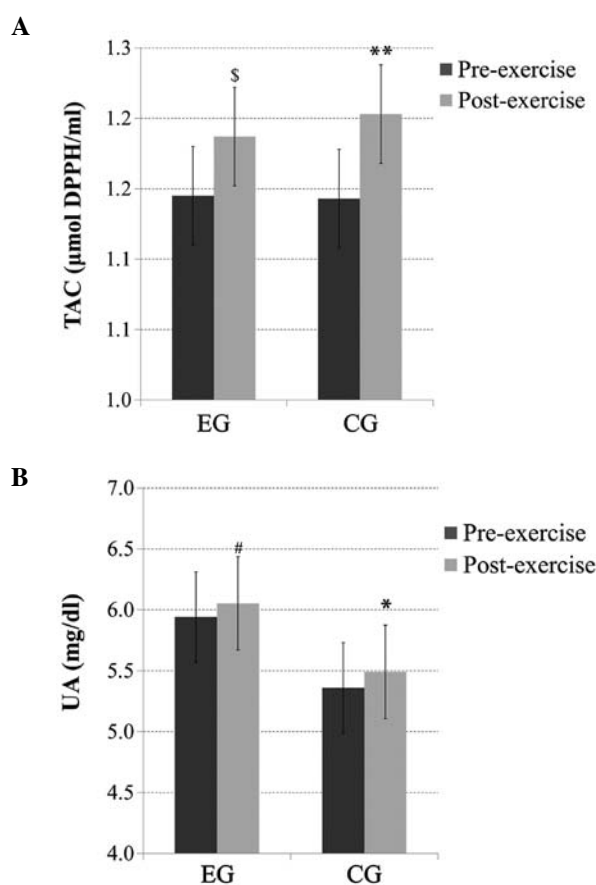 A
1.3
1.2
1.2
1.1
1.1
1.0
TAC (µmol DPPH/ml)
$
**
EG
CG
Pre-exercise
Post-exercise
B
7.0
6.5
6.0
5.5
5.0
4.5
4.0
UA (mg/dl)
#
*
EG
CG
Pre-exercise
Post-exercise